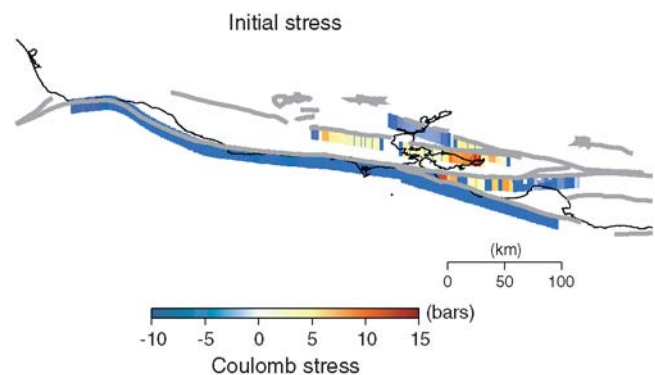 Initial stress
(km)
0 50 100
(bars)
-10 -5 0 5 10 15
Coulomb stress